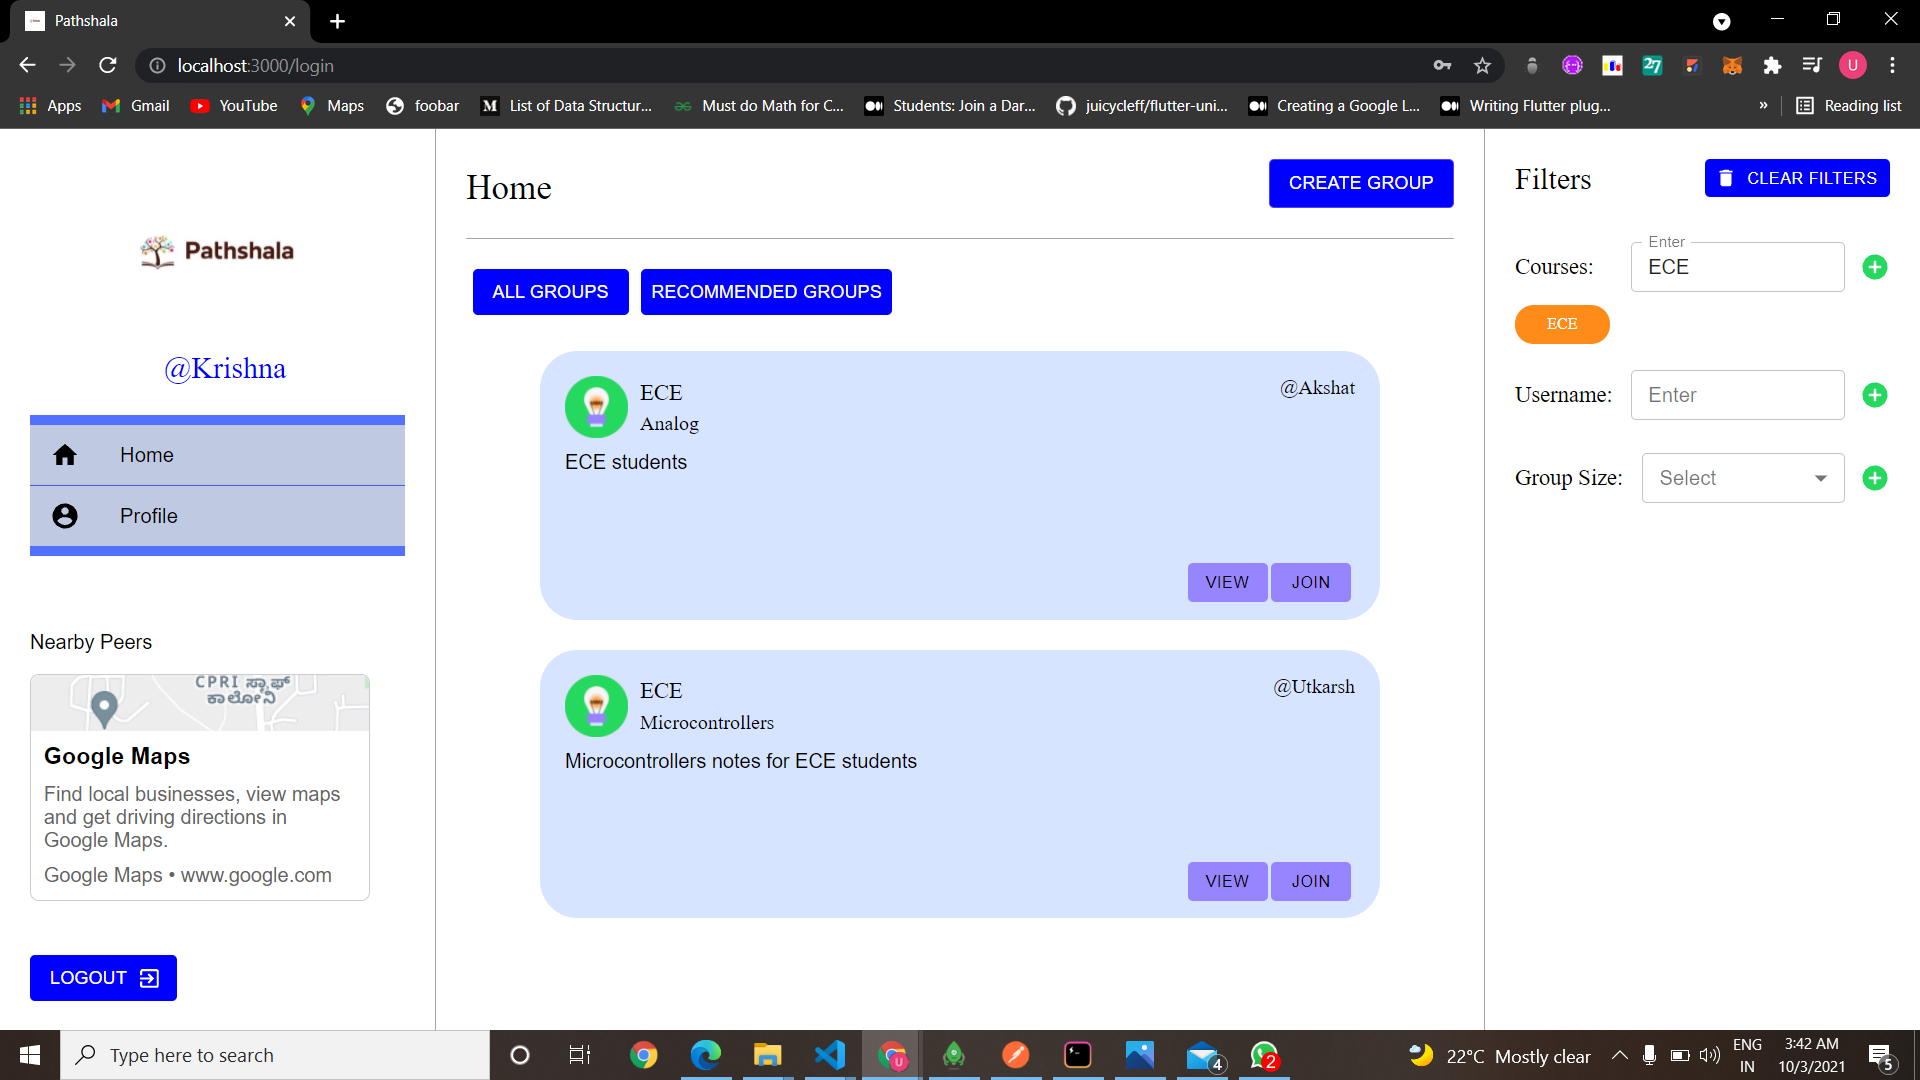 Pathshala
localhost:3000/login
U
Apps
Gmail
YouTube
Maps
foobar
List of Data Structur...
Must do Math for C...
Students: Join a Dar...
juicycleff/flutter-uni...
Creating a Google L...
Writing Flutter plug...
»
Reading list
Pathshala
@Krishna
Home
Profile
Nearby Peers
CPRI ಸ್ಟಾಫ್
ಕಾಲೋನಿ
Google Maps
Find local businesses, view maps
and get driving directions in
Google Maps.
Google Maps • www.google.com
LOGOUT
Home
CREATE GROUP
ALL GROUPS
RECOMMENDED GROUPS
ECE
@Akshat
Analog
ECE students
VIEW
JOIN
ECE
@Utkarsh
Microcontrollers
Microcontrollers notes for ECE students
VIEW
JOIN
Filters
CLEAR FILTERS
Courses:
Enter
ECE
ECE
Username:
Enter
Group Size:
Select
Type here to search
U
4
2
22°C Mostly clear
ENG
IN
3:42 AM
10/3/2021
5